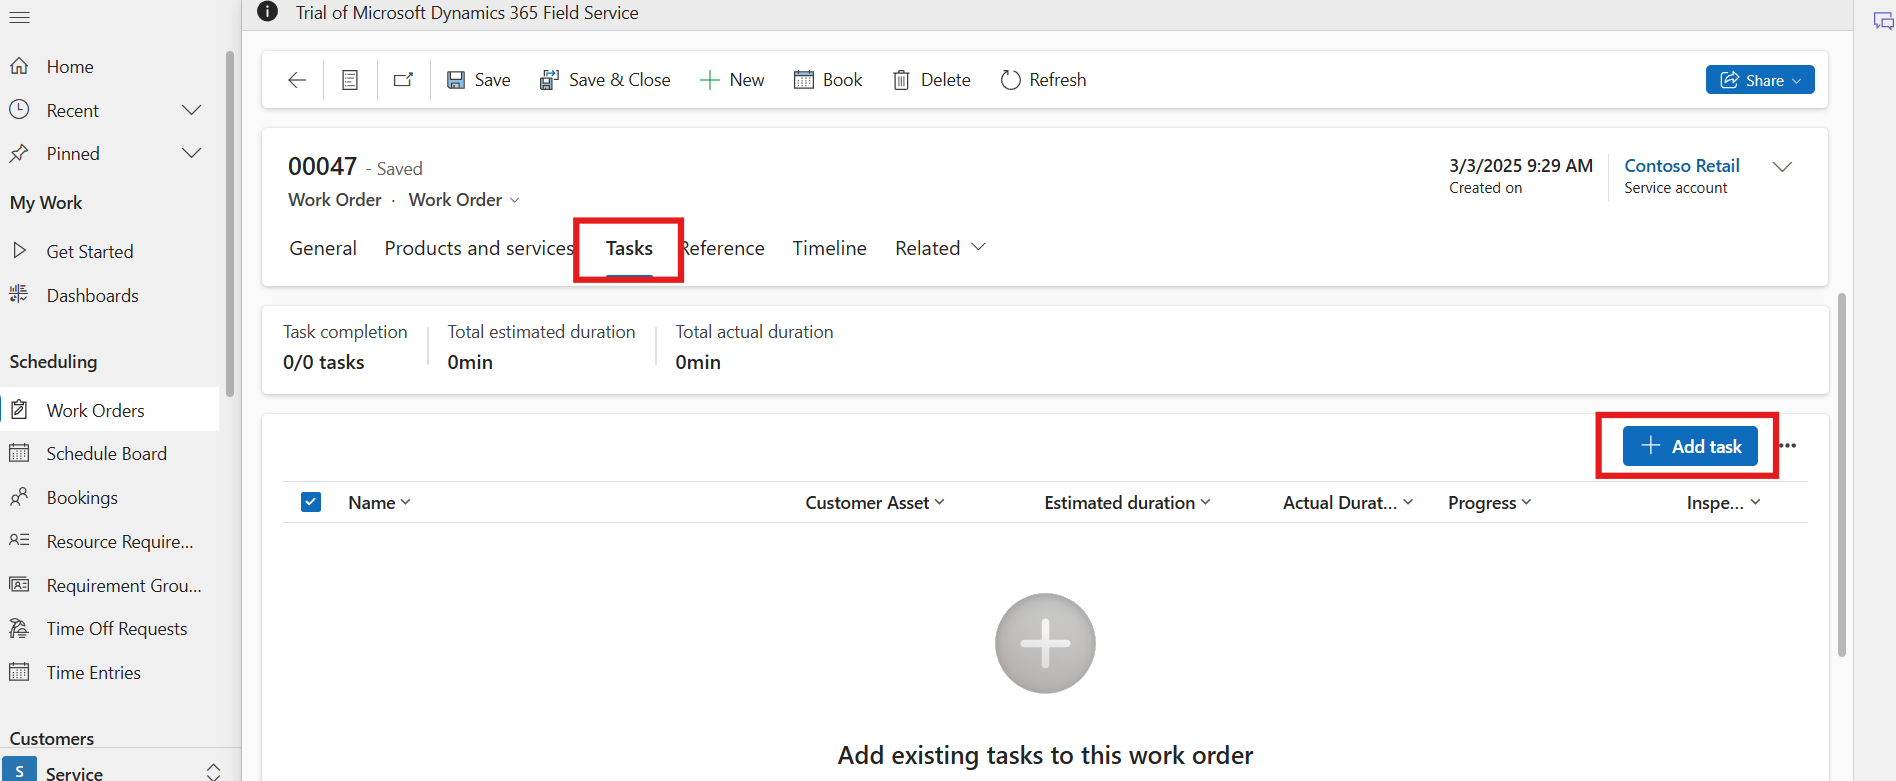 Trial of Microsoft Dynamics 365 Field Service
Home
Recent
Pinned
My Work
Get Started
Dashboards
Scheduling
Work Orders
Schedule Board
Bookings
Resource Require...
Requirement Grou...
Time Off Requests
Time Entries
Customers
S Service
Save Save & Close New Book Delete Refresh Share
00047 - Saved
Work Order · Work Order
3/3/2025 9:29 AM
Created on
Contoso Retail
Service account
General Products and services Tasks Reference Timeline Related
Task completion Total estimated duration Total actual duration
0/0 tasks 0min 0min
Add task
Name Customer Asset Estimated duration Actual Durat... Progress Inspe...
Add existing tasks to this work order